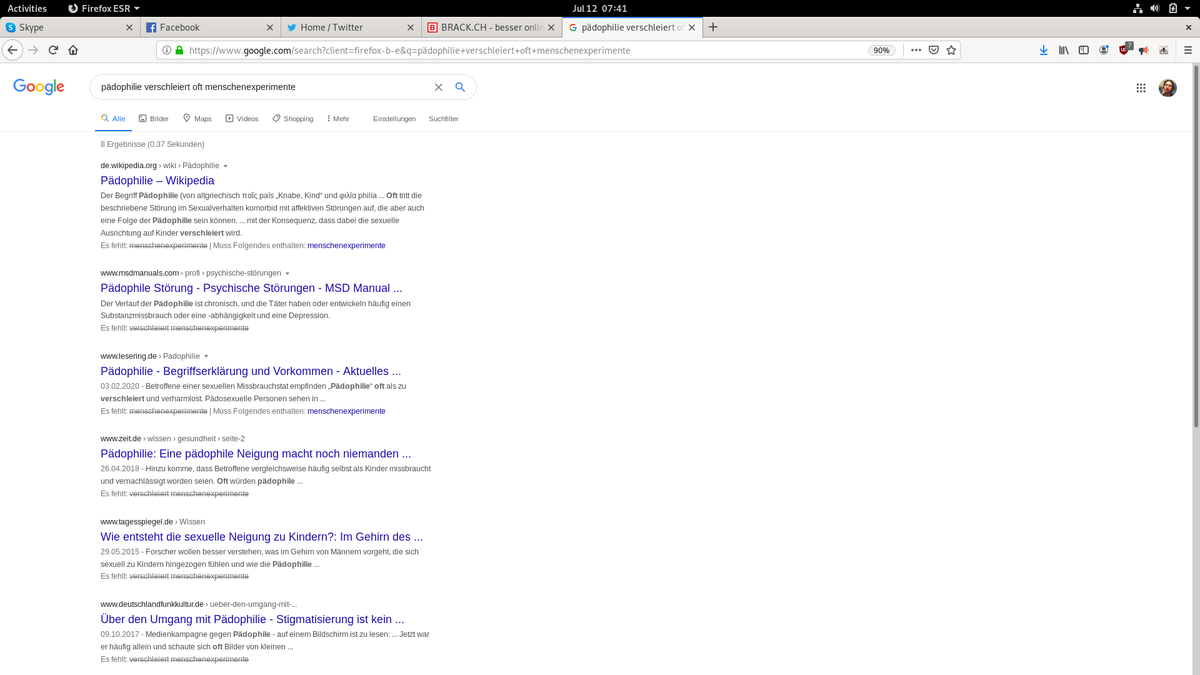 Activities Firefox ESR Jul 12 07:41
Skype Facebook Home / Twitter BRACK.CH - besser onli pädophilie verschleiert of
https://www.google.com/search?client=firefox-b-e&q=pädophilie+verschleiert+oft+menschenexperimente 90% 7
Google pädophilie verschleiert oft menschenexperimente
Alle Bilder Maps Videos Shopping Mehr Einstellungen Suchfilter
8 Ergebnisse (0.37 Sekunden)
de.wikipedia.org › wiki › Pädophilie
Pädophilie – Wikipedia
Der Begriff Pädophilie (von altgriechisch παῖς paîs „Knabe, Kind“ und φιλία philía ... Oft tritt die
beschriebene Störung im Sexualverhalten komorbid mit affektiven Störungen auf, die aber auch
eine Folge der Pädophilie sein können. ... mit der Konsequenz, dass dabei die sexuelle
Ausrichtung auf Kinder verschleiert wird.
Es fehlt: menschenexperimente | Muss Folgendes enthalten: menschenexperimente
www.msdmanuals.com › profi › psychische-störungen
Pädophile Störung - Psychische Störungen - MSD Manual ...
Der Verlauf der Pädophilie ist chronisch, und die Täter haben oder entwickeln häufig einen
Substanzmissbrauch oder eine -abhängigkeit und eine Depression.
Es fehlt: verschleiert menschenexperimente
www.lesering.de › Padophilie
Pädophilie - Begriffserklärung und Vorkommen - Aktuelles ...
03.02.2020 - Betroffene einer sexuellen Missbrauchstat empfinden „Pädophilie“ oft als zu
verschleiert und verharmlost. Pädosexuelle Personen sehen in ...
Es fehlt: menschenexperimente | Muss Folgendes enthalten: menschenexperimente
www.zeit.de › wissen › gesundheit › seite-2
Pädophilie: Eine pädophile Neigung macht noch niemanden ...
26.04.2018 - Hinzu komme, dass Betroffene vergleichsweise häufig selbst als Kinder missbraucht
und vernachlässigt worden seien. Oft würden pädophile ...
Es fehlt: verschleiert menschenexperimente
www.tagesspiegel.de › Wissen
Wie entsteht die sexuelle Neigung zu Kindern?: Im Gehirn des ...
29.05.2015 - Forscher wollen besser verstehen, was im Gehirn von Männern vorgeht, die sich
sexuell zu Kindern hingezogen fühlen und wie die Pädophilie ...
Es fehlt: verschleiert menschenexperimente
www.deutschlandfunkkultur.de › ueber-den-umgang-mit-...
Über den Umgang mit Pädophilie - Stigmatisierung ist kein ...
09.10.2017 - Medienkampagne gegen Pädophile - auf einem Bildschirm ist zu lesen: ... Jetzt war
er häufig allein und schaute sich oft Bilder von kleinen ...
Es fehlt: verschleiert menschenexperimente